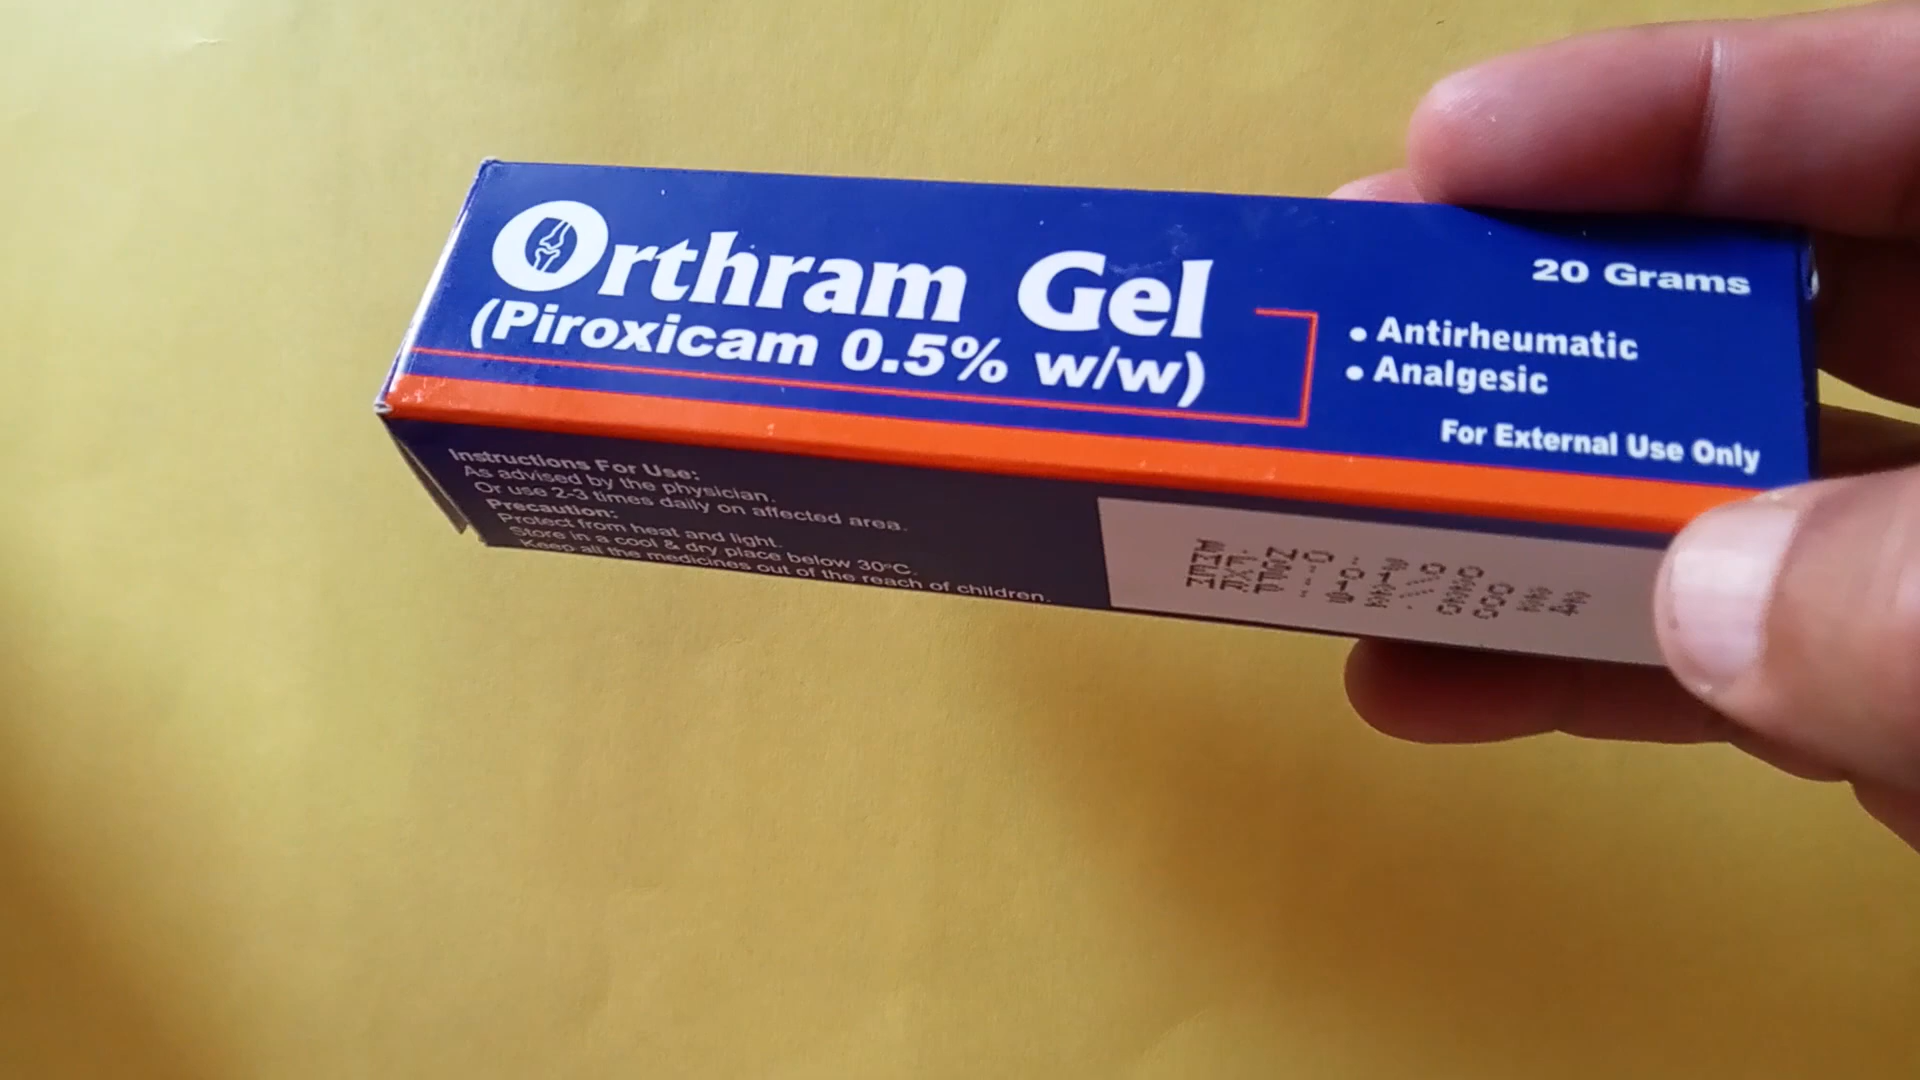 Orthram Gel
(Piroxicam 0.5% w/w)
20 Grams
• Antirheumatic
• Analgesic
For External Use Only
Instructions For Use:
As advised by the physician.
Or use 2-3 times daily on affected area.
Precaution:
Protect from heat and light.
Store in a cool & dry place below 30°C.
Keep all the medicines out of the reach of children.